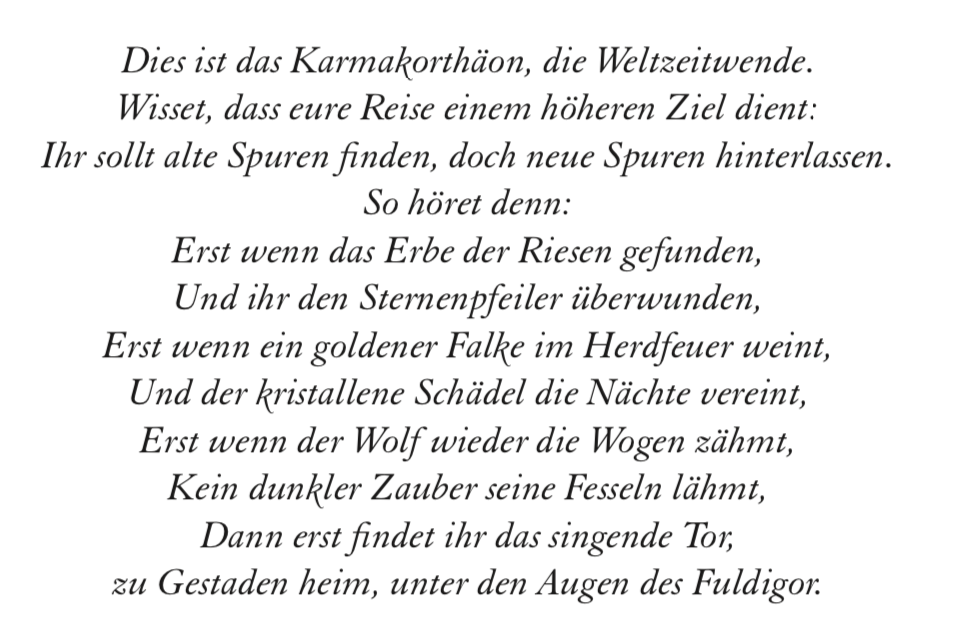 Dies ist das Karmakorthäon, die Weltzeitwende.
Wisset, dass eure Reise einem höheren Ziel dient:
Ihr sollt alte Spuren finden, doch neue Spuren hinterlassen.
So höret denn:
Erst wenn das Erbe der Riesen gefunden,
Und ihr den Sternenpfeiler überwunden,
Erst wenn ein goldener Falke im Herdfeuer weint,
Und der kristallene Schädel die Nächte vereint,
Erst wenn der Wolf wieder die Wogen zähmt,
Kein dunkler Zauber seine Fesseln lähmt,
Dann erst findet ihr das singende Tor,
zu Gestaden heim, unter den Augen des Fuldigor.